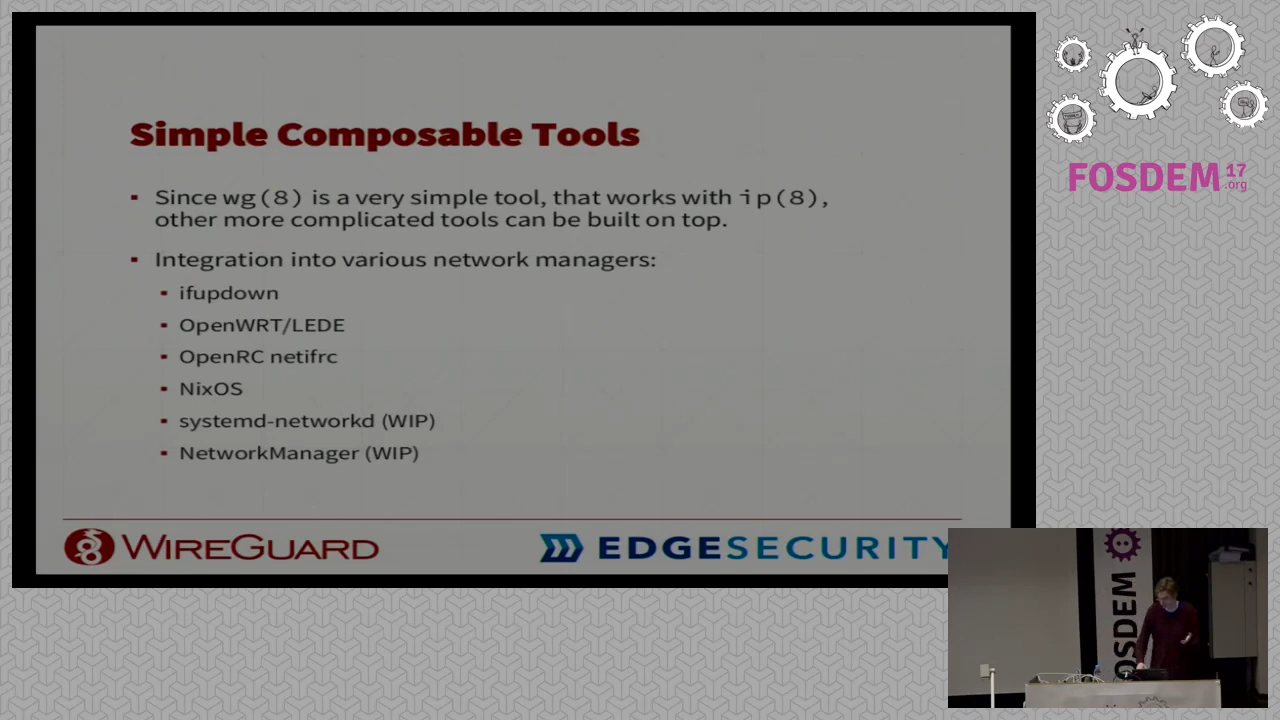 Simple Composable Tools
▪ Since wg(8) is a very simple tool, that works with ip(8),
other more complicated tools can be built on top.
▪ Integration into various network managers:
▪ ifupdown
▪ OpenWRT/LEDE
▪ OpenRC netifrc
▪ NixOS
▪ systemd-networkd (WIP)
▪ NetworkManager (WIP)
WIREGUARD
EDGESECURITY
FOSDEM 17
.org
FOSDEM